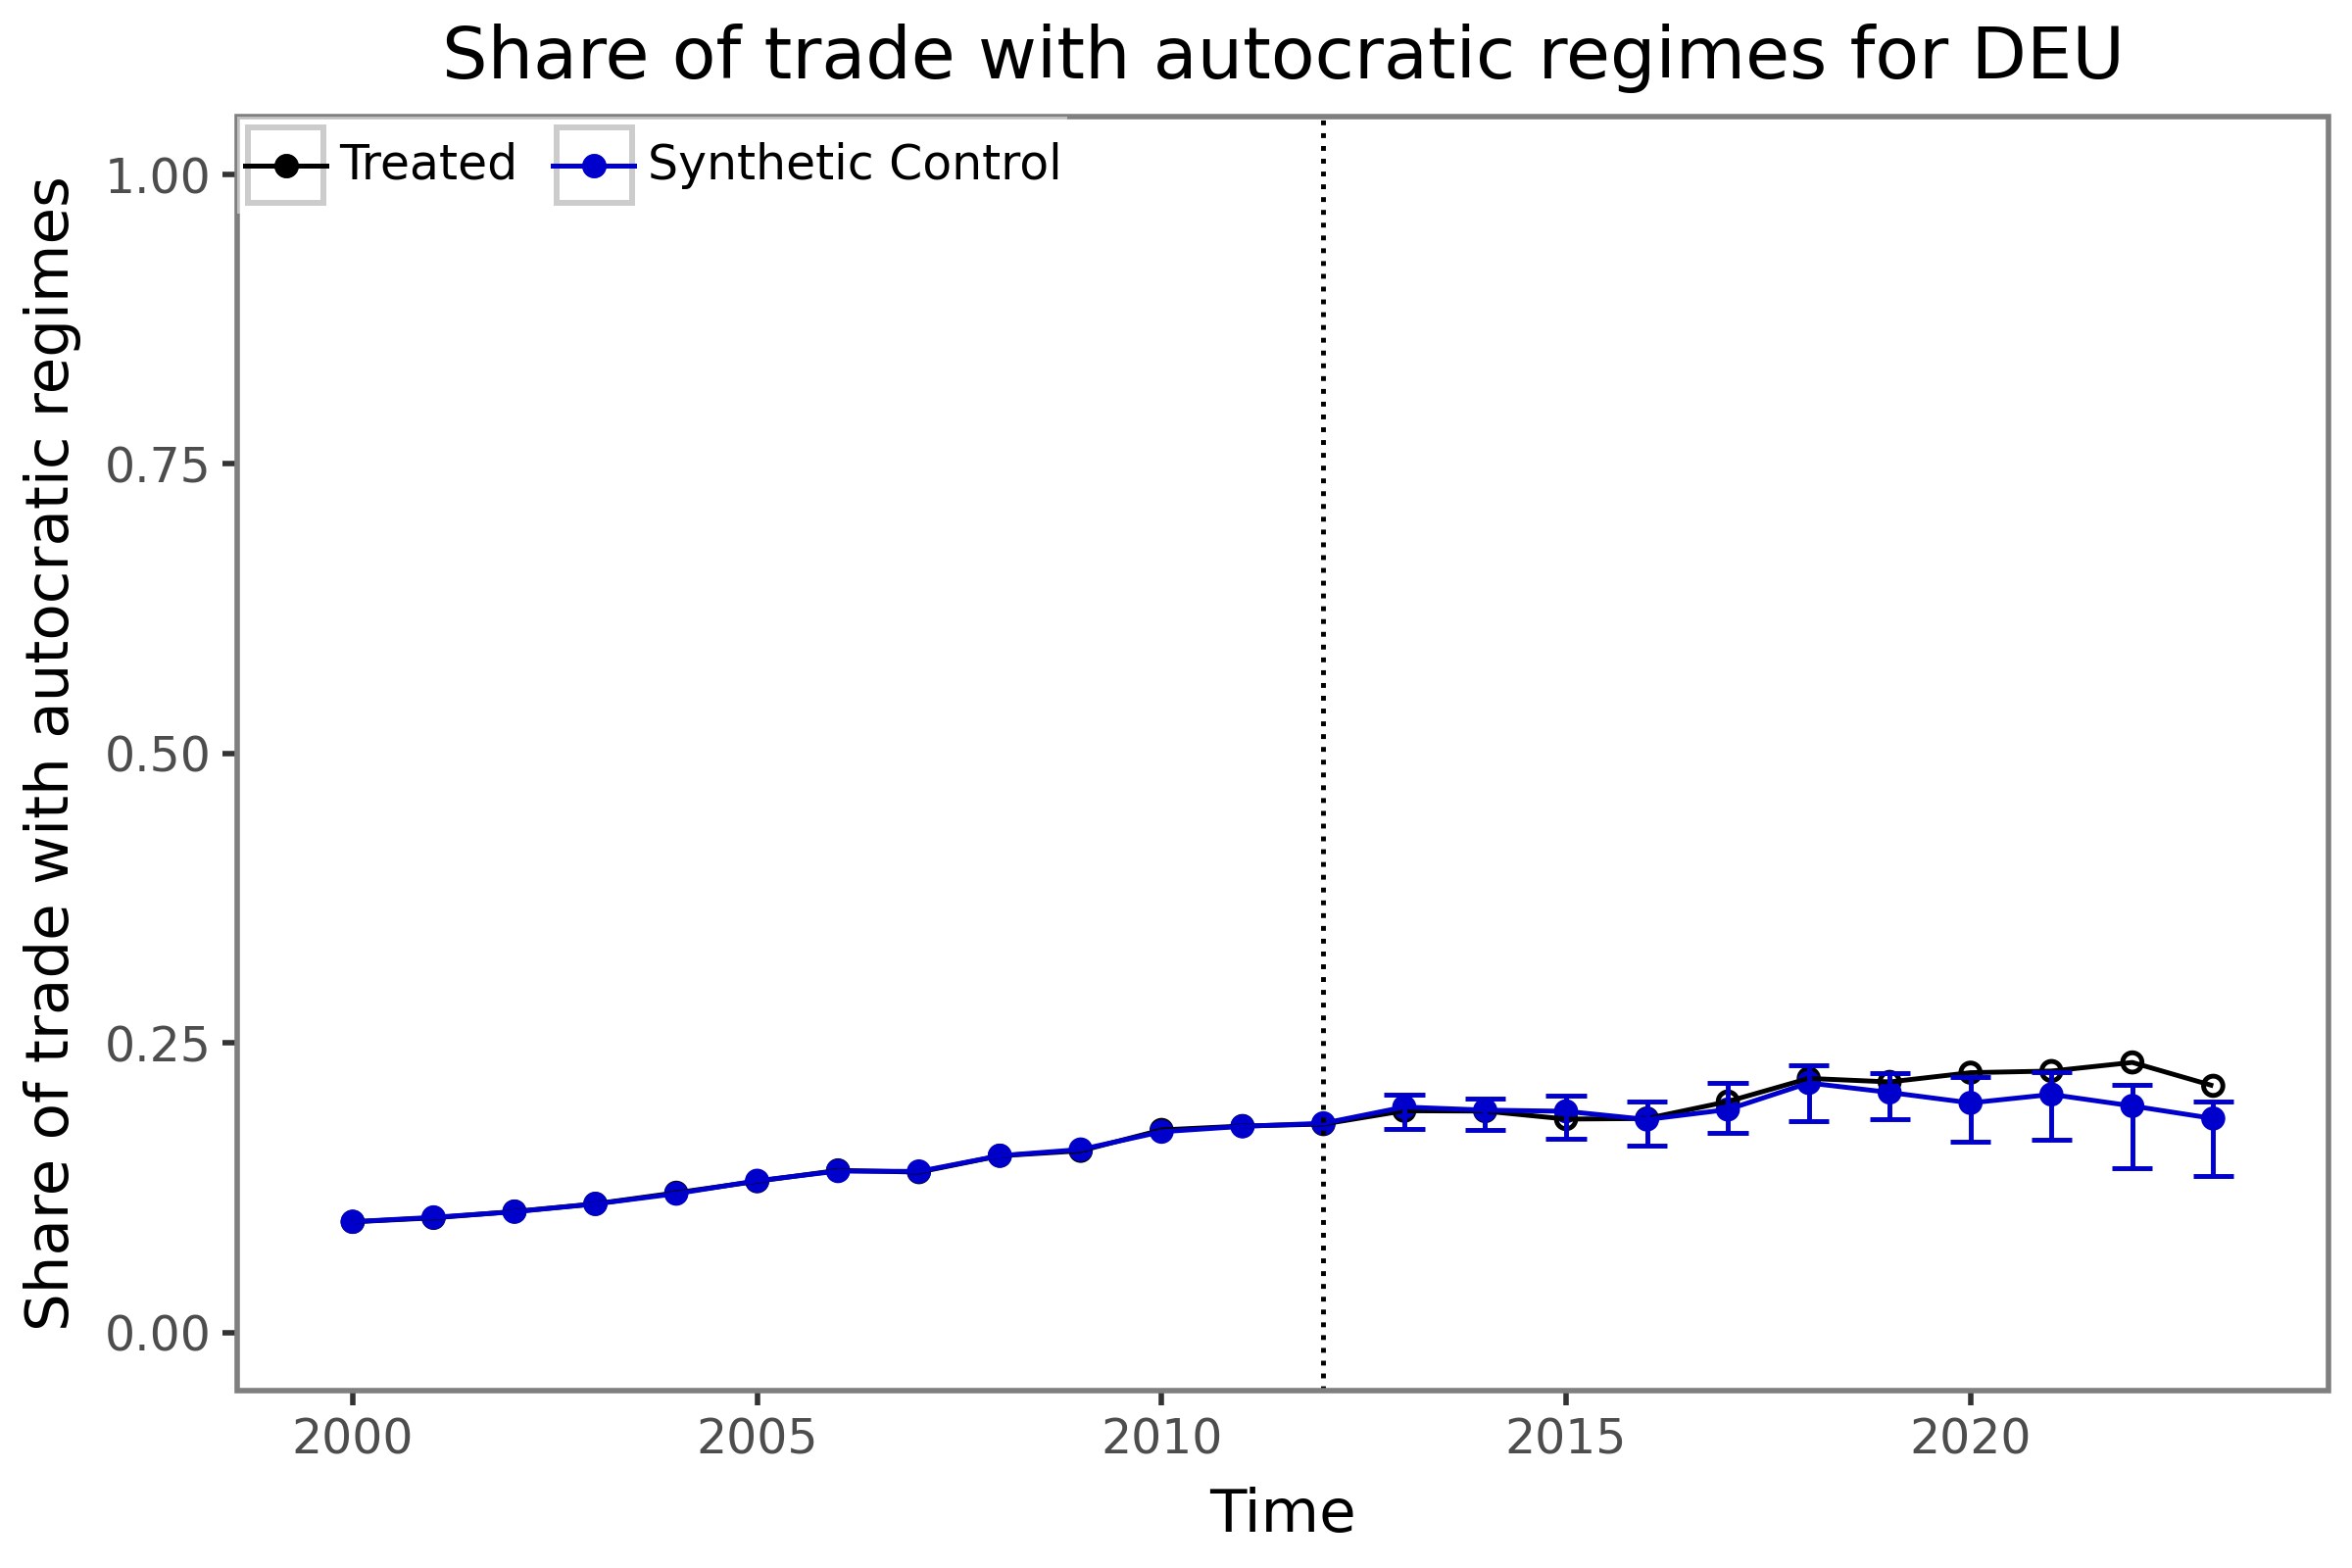 Share of trade with autocratic regimes for DEU
Treated
Synthetic Control
Share of trade with autocratic regimes
1.00
0.75
0.50
0.25
0.00
2000
2005
2010
2015
2020
Time